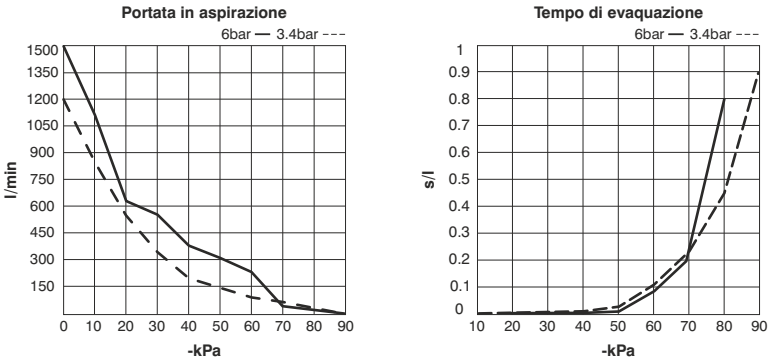 Portata in aspirazione
6bar 3.4bar
1500
1350
1200
1050
900
750
600
450
300
150
l/min
0 10 20 30 40 50 60 70 80 90
-kPa
Tempo di evaquazione
6bar 3.4bar
1
0.9
0.8
0.7
0.6
0.5
0.4
0.3
0.2
0.1
0
s/l
10 20 30 40 50 60 70 80 90
-kPa